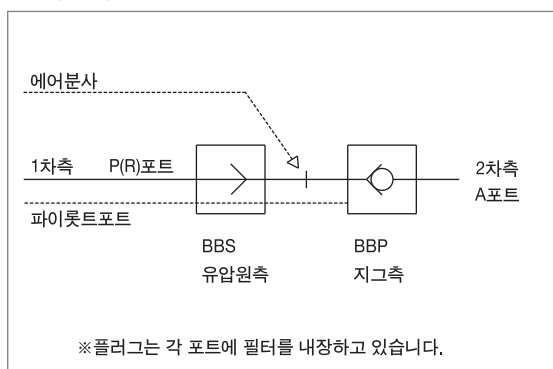 에어분사
1차측 P(R)포트
2차측
A포트
파이롯트포트
BBS
유압원측
BBP
지그측
※플러그는 각 포트에 필터를 내장하고 있습니다.